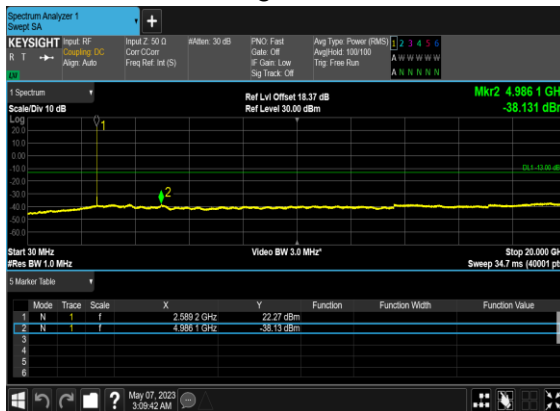 Spectrum Analyzer 1
Swept SA
KEYSIGHT Input: RF Input Z: 50 Ω #Atten: 30 dB PNO: Fast Avg Type: Power (RMS) 1 2 3 4 5 6
R T Coupling: DC Corr CCorr Gate: Off Avg|Hold: 100/100 A W W W W W
Align: Auto Freq Ref: Int (S) IF Gain: Low Trig: Free Run
Sig Track: Off A N N N N N
1 Spectrum Ref Lvl Offset 18.37 dB Mkr2 4.986 1 GH
Scale/Div 10 dB Ref Level 30.00 dBm -38.131 dBm
Log
20.0
10.0
0.00
-10.0
DL1 -13.00 dB
-20.0
-30.0
-40.0
-50.0
-60.0
1
2
Start 30 MHz Video BW 3.0 MHz* Stop 20.000 GH
#Res BW 1.0 MHz Sweep 34.7 ms (40001 pt
5 Marker Table
Mode Trace Scale X Y Function Function Width Function Value
1 N 1 f 2.589 2 GHz 22.27 dBm
2 N 1 f 4.986 1 GHz -38.13 dBm
3
4
5
6
May 07, 2023
3:09:42 AM